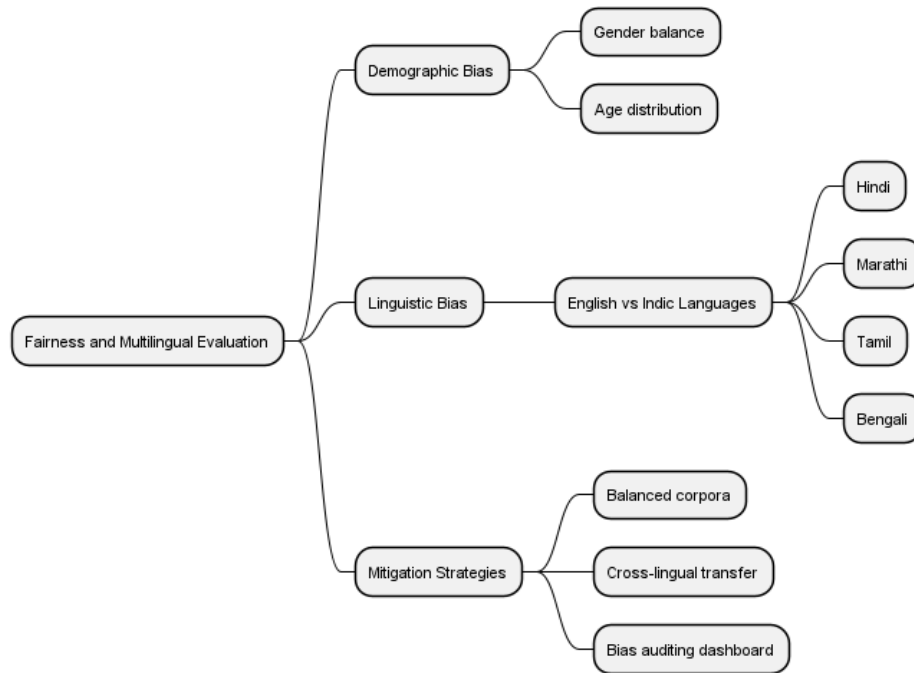 Fairness and Multilingual Evaluation
Demographic Bias
Gender balance
Age distribution
Linguistic Bias
English vs Indic Languages
Hindi
Marathi
Tamil
Bengali
Mitigation Strategies
Balanced corpora
Cross-lingual transfer
Bias auditing dashboard